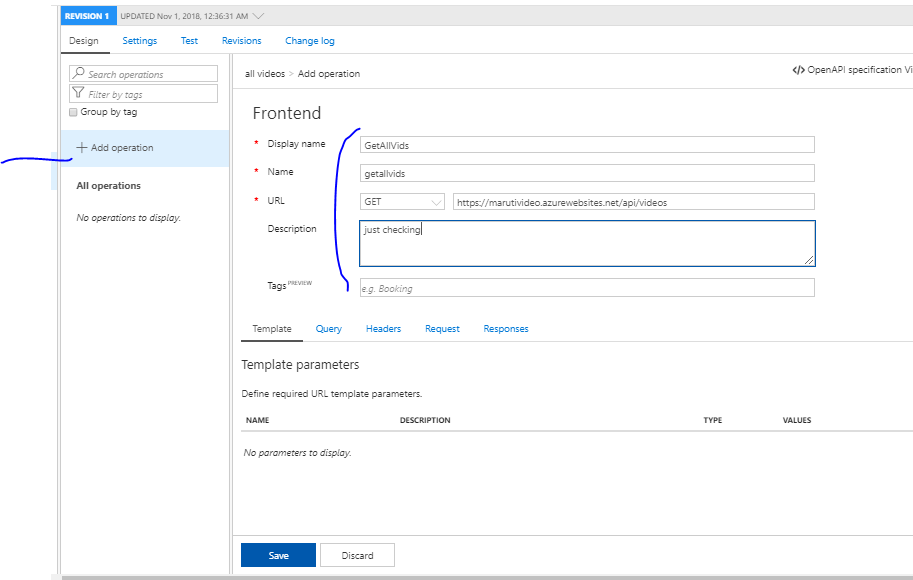 REVISION 1 UPDATED Nov 1, 2018, 12:36:31 AM
Design Settings Test Revisions Change log
Search operations
Filter by tags
Group by tag
+ Add operation
All operations
No operations to display.
all videos > Add operation
</> OpenAPI specification Vi
Frontend
* Display name GetAllVids
* Name getallvids
* URL GET https://marutivideo.azurewebsites.net/api/videos
Description just checking
Tags PREVIEW e.g. Booking
Template Query Headers Request Responses
Template parameters
Define required URL template parameters.
NAME DESCRIPTION TYPE VALUES
No parameters to display.
Save Discard